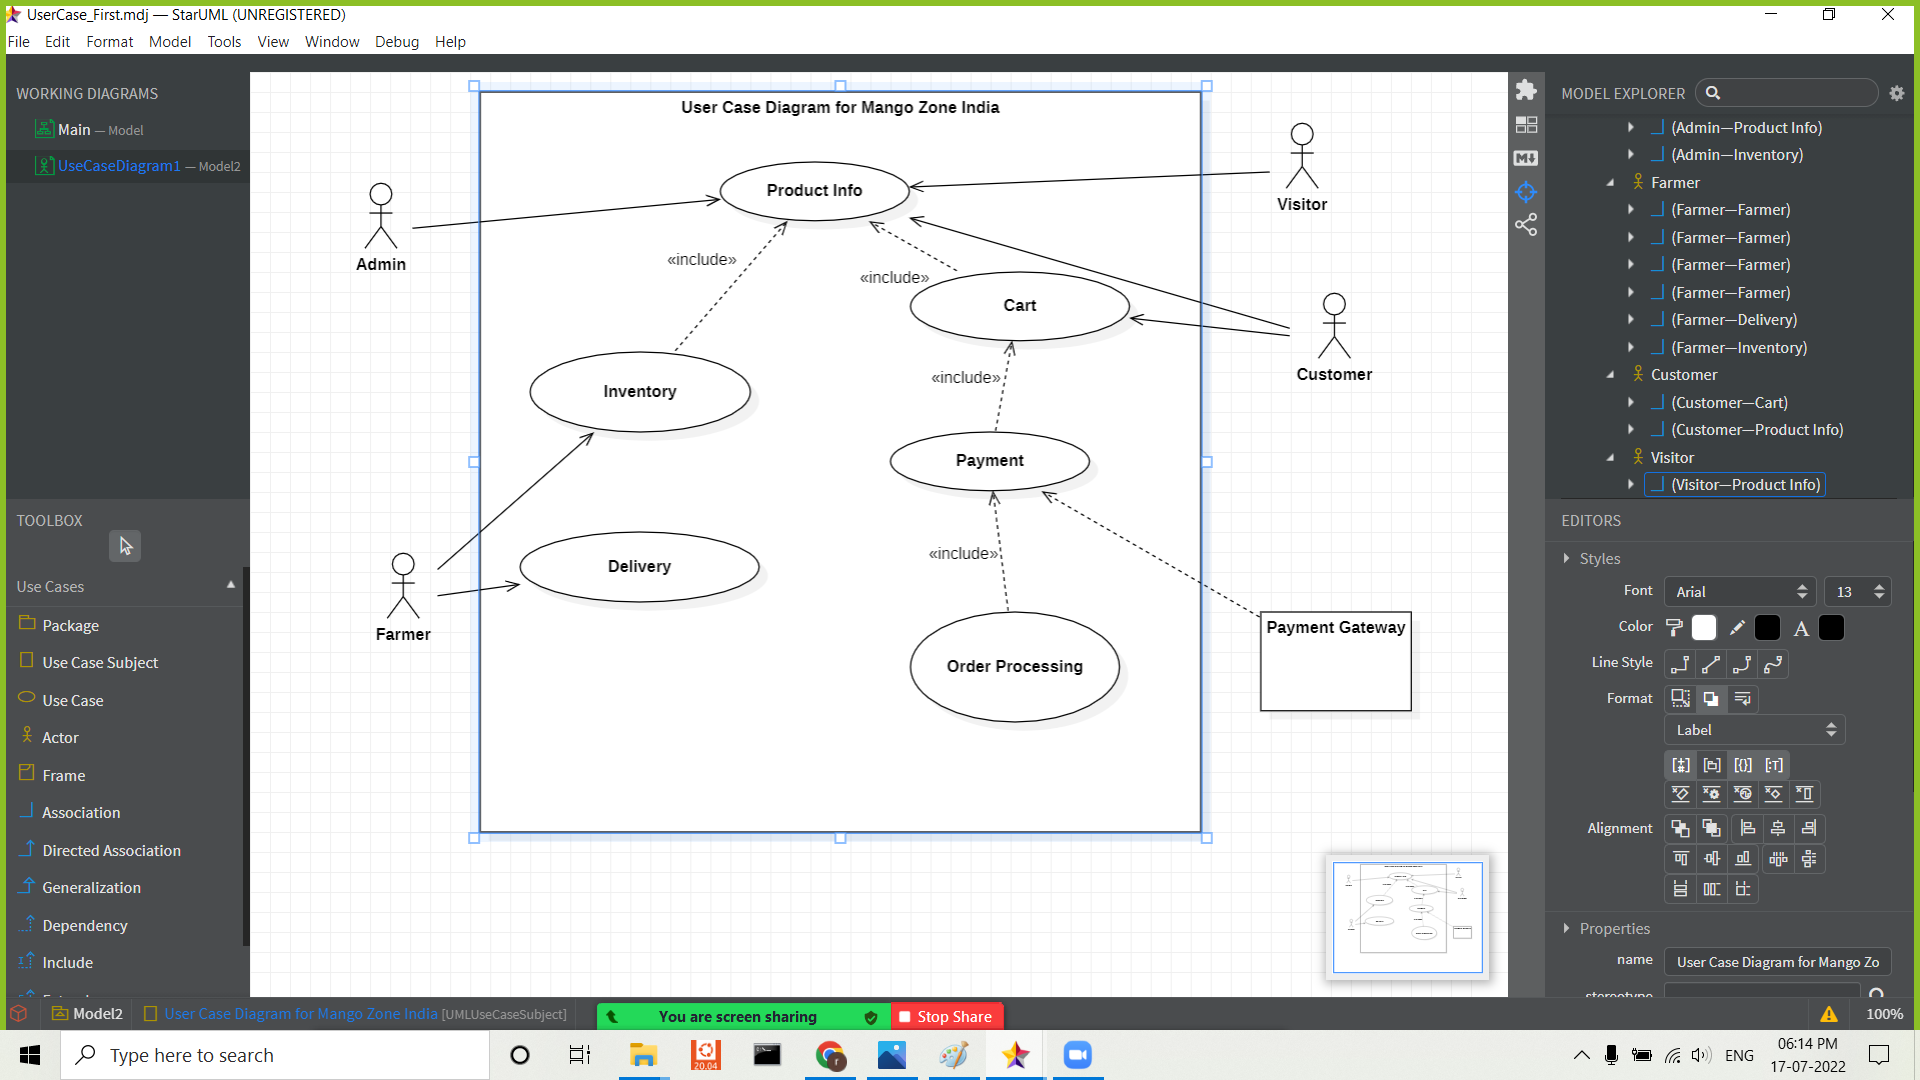 UserCase_First.mdj — StarUML (UNREGISTERED)
File Edit Format Model Tools View Window Debug Help
WORKING DIAGRAMS
Main — Model
UseCaseDiagram1 — Model2
TOOLBOX
Use Cases
Package
Use Case Subject
Use Case
Actor
Frame
Association
Directed Association
Generalization
Dependency
Include
User Case Diagram for Mango Zone India
Product Info
Visitor
Admin
«include»
«include»
Cart
Customer
«include»
Inventory
Payment
«include»
Delivery
Farmer
Payment Gateway
Order Processing
MODEL EXPLORER
(Admin—Product Info)
(Admin—Inventory)
Farmer
(Farmer—Farmer)
(Farmer—Farmer)
(Farmer—Farmer)
(Farmer—Farmer)
(Farmer—Delivery)
(Farmer—Inventory)
Customer
(Customer—Cart)
(Customer—Product Info)
Visitor
(Visitor—Product Info)
EDITORS
Styles
Font Arial 13
Color A
Line Style
Format
Label
Alignment
Properties
name User Case Diagram for Mango Zo
stereotype
Model2 User Case Diagram for Mango Zone India [UMLUseCaseSubject]
You are screen sharing Stop Share
100%
Type here to search
20.04
ENG
06:14 PM
17-07-2022